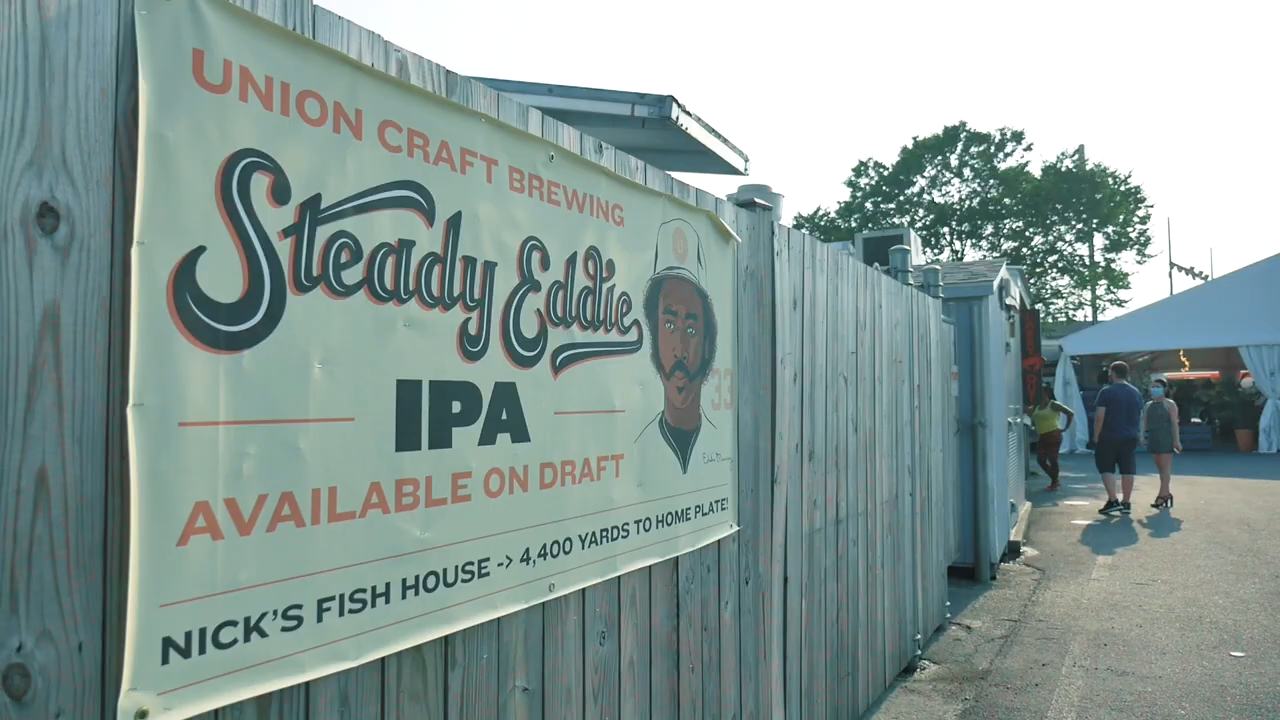 UNION CRAFT BREWING
Steady Eddie
IPA
33
AVAILABLE ON DRAFT
NICK'S FISH HOUSE -> 4,400 YARDS TO HOME PLATE!